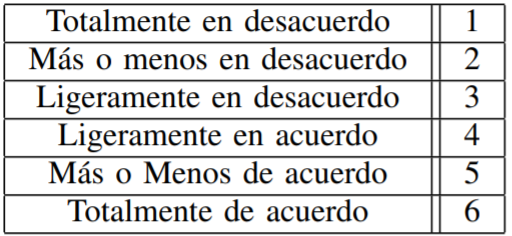 Totalmente en desacuerdo 1
Más o menos en desacuerdo 2
Ligeramente en desacuerdo 3
Ligeramente en acuerdo 4
Más o Menos de acuerdo 5
Totalmente de acuerdo 6